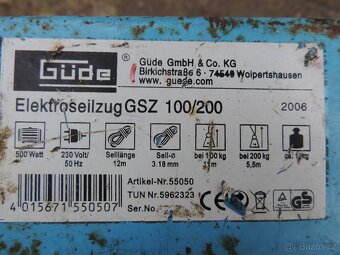 Güde
®
Güde GmbH & Co. KG
Birkichstraße 6 - 74549 Wolpertshausen
www.guede.com
Elektroseilzug GSZ 100/200
2006
500 Watt
230 Volt/
50 Hz
Seillänge
12m
Seil-ø
3.18 mm
bei 100 kg
bei 200 kg
5,5m
Artikel-Nr.55050
TUN Nr.5962323
Ser.No.
4 015671 550507
CE